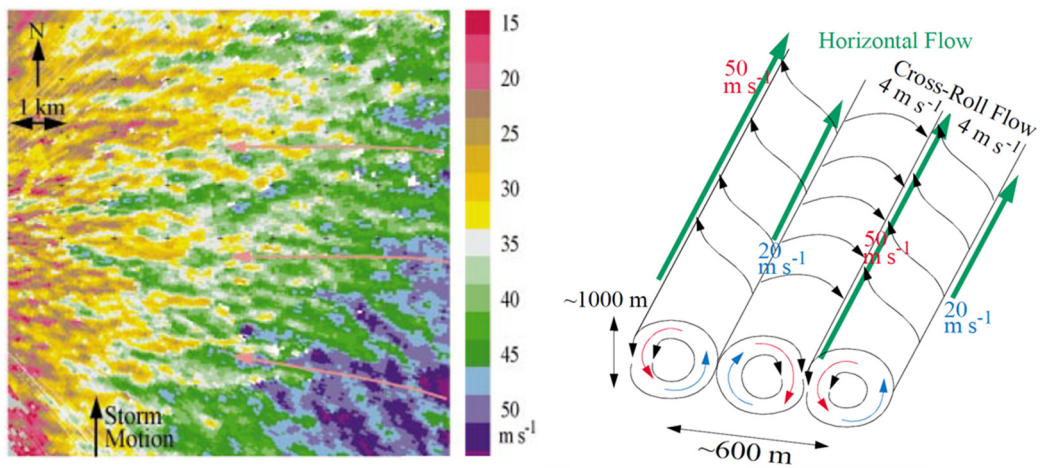 N
1 km
Storm
Motion
15
20
25
30
35
40
45
50
m s-1
Horizontal Flow
50
m s-1
Cross-Roll Flow
4 m s-1
4 m s-1
20
m s-1
50
m s-1
20
m s-1
~1000 m
~600 m